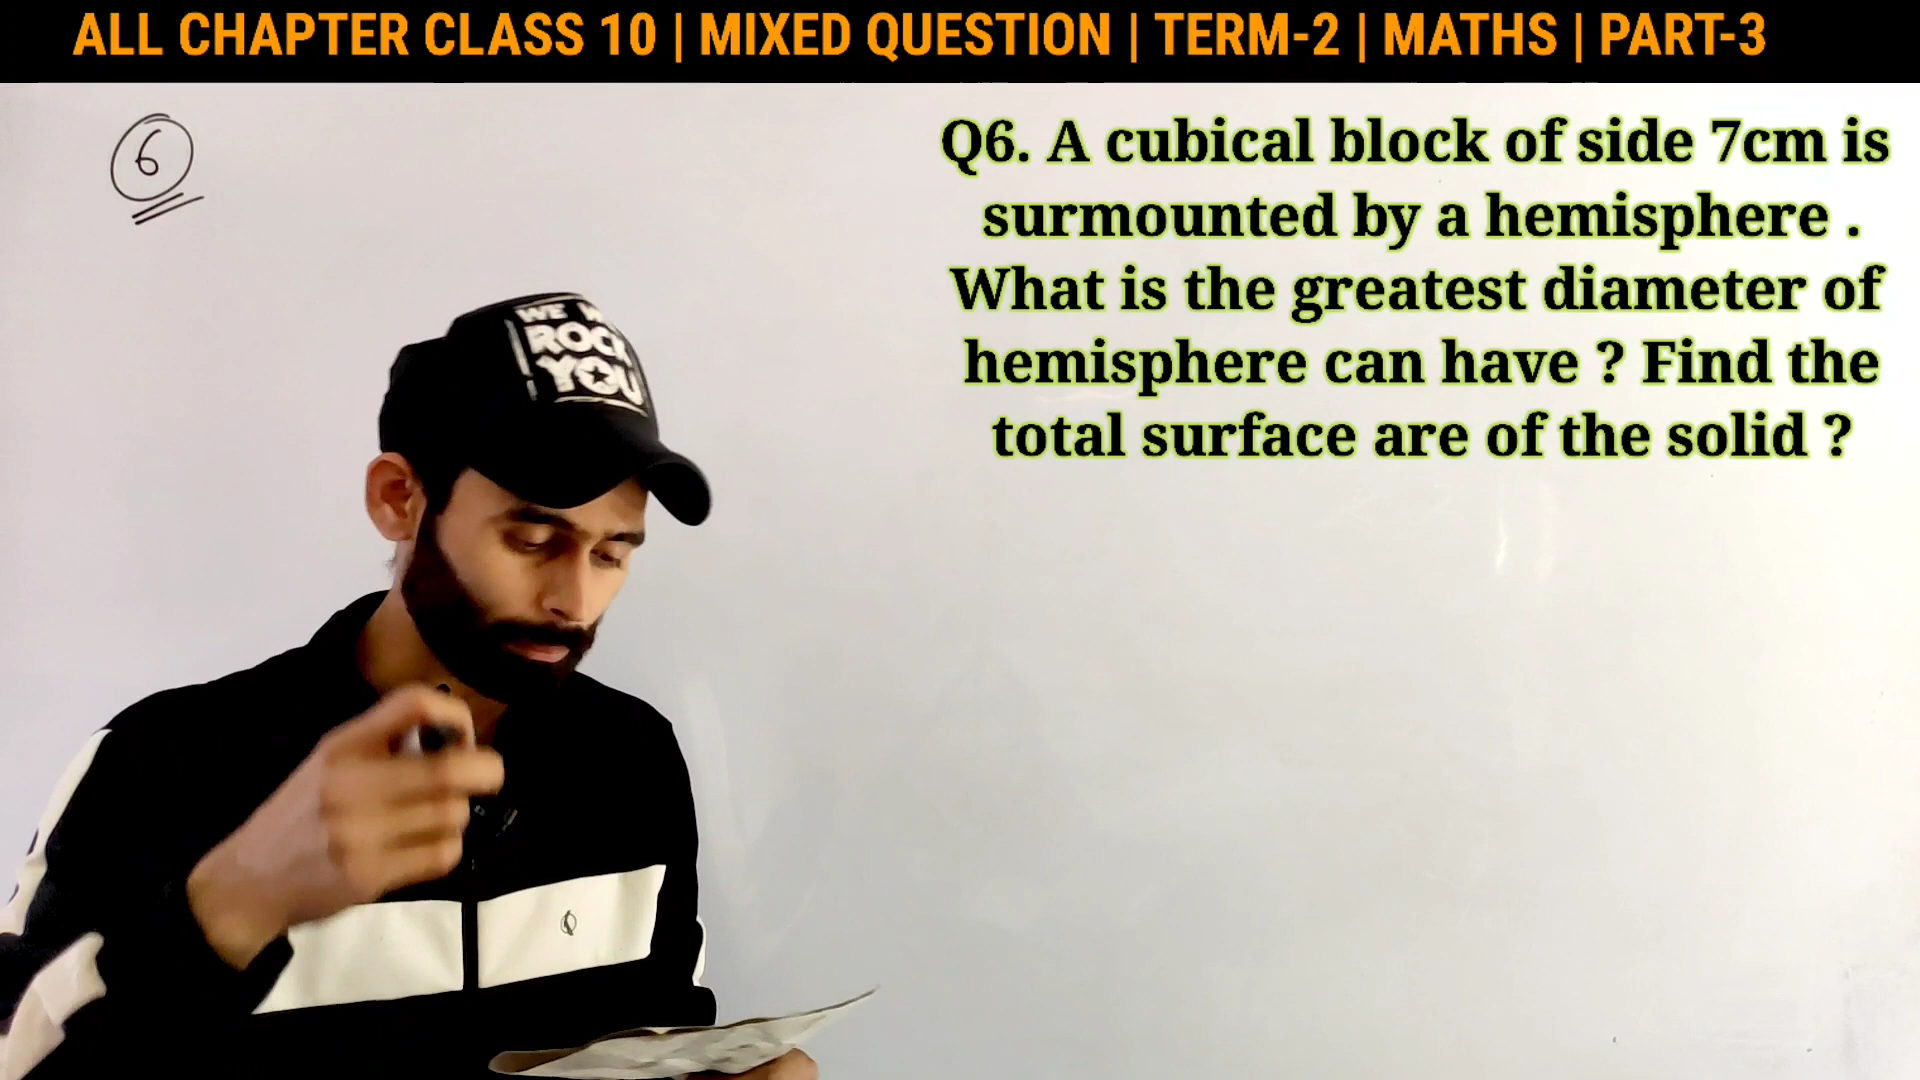 ALL CHAPTER CLASS 10 | MIXED QUESTION | TERM-2 | MATHS | PART-3
6
Q6. A cubical block of side 7cm is
surmounted by a hemisphere .
What is the greatest diameter of
hemisphere can have ? Find the
total surface are of the solid ?
WE
ROCK
YOU